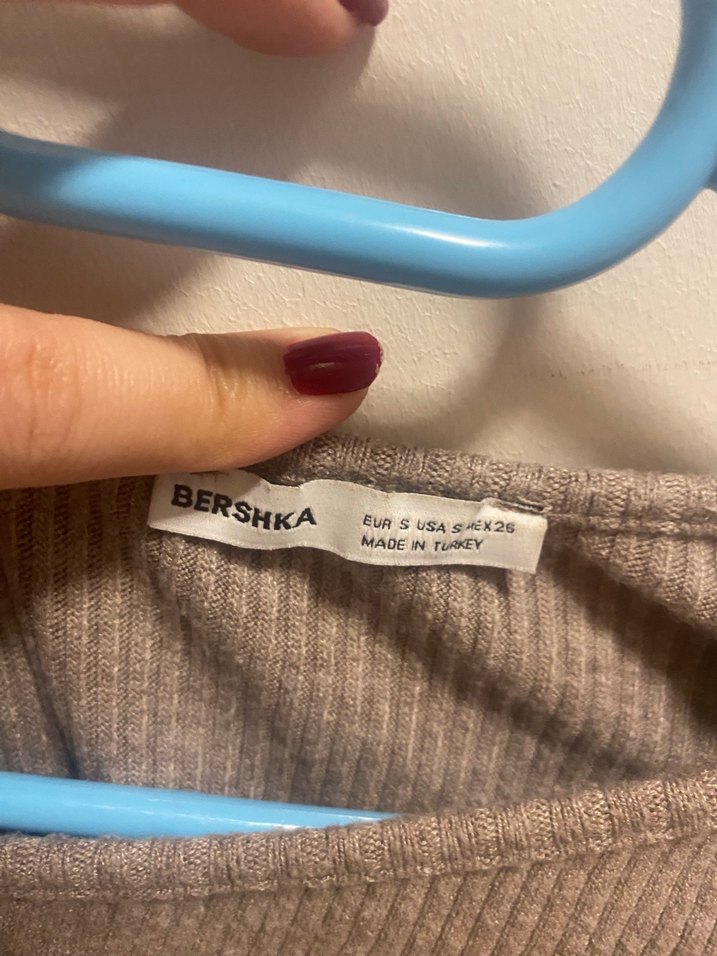 BERSHKA
EUR S USA S MEX 26
MADE IN TURKEY